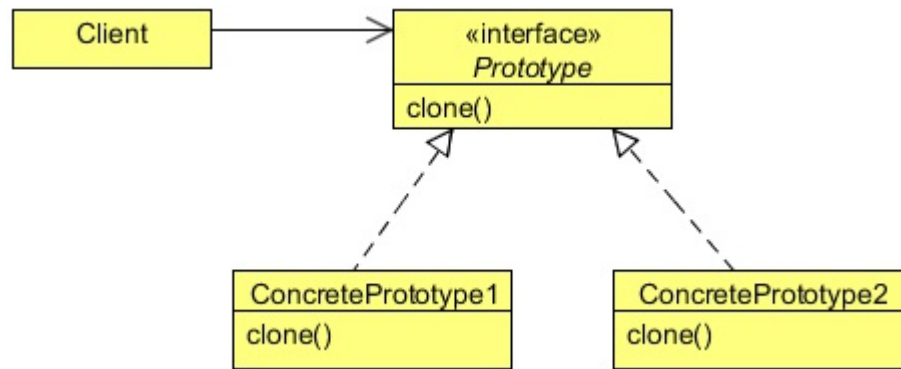 Client
«interface»
Prototype
clone()
ConcretePrototype1
clone()
ConcretePrototype2
clone()